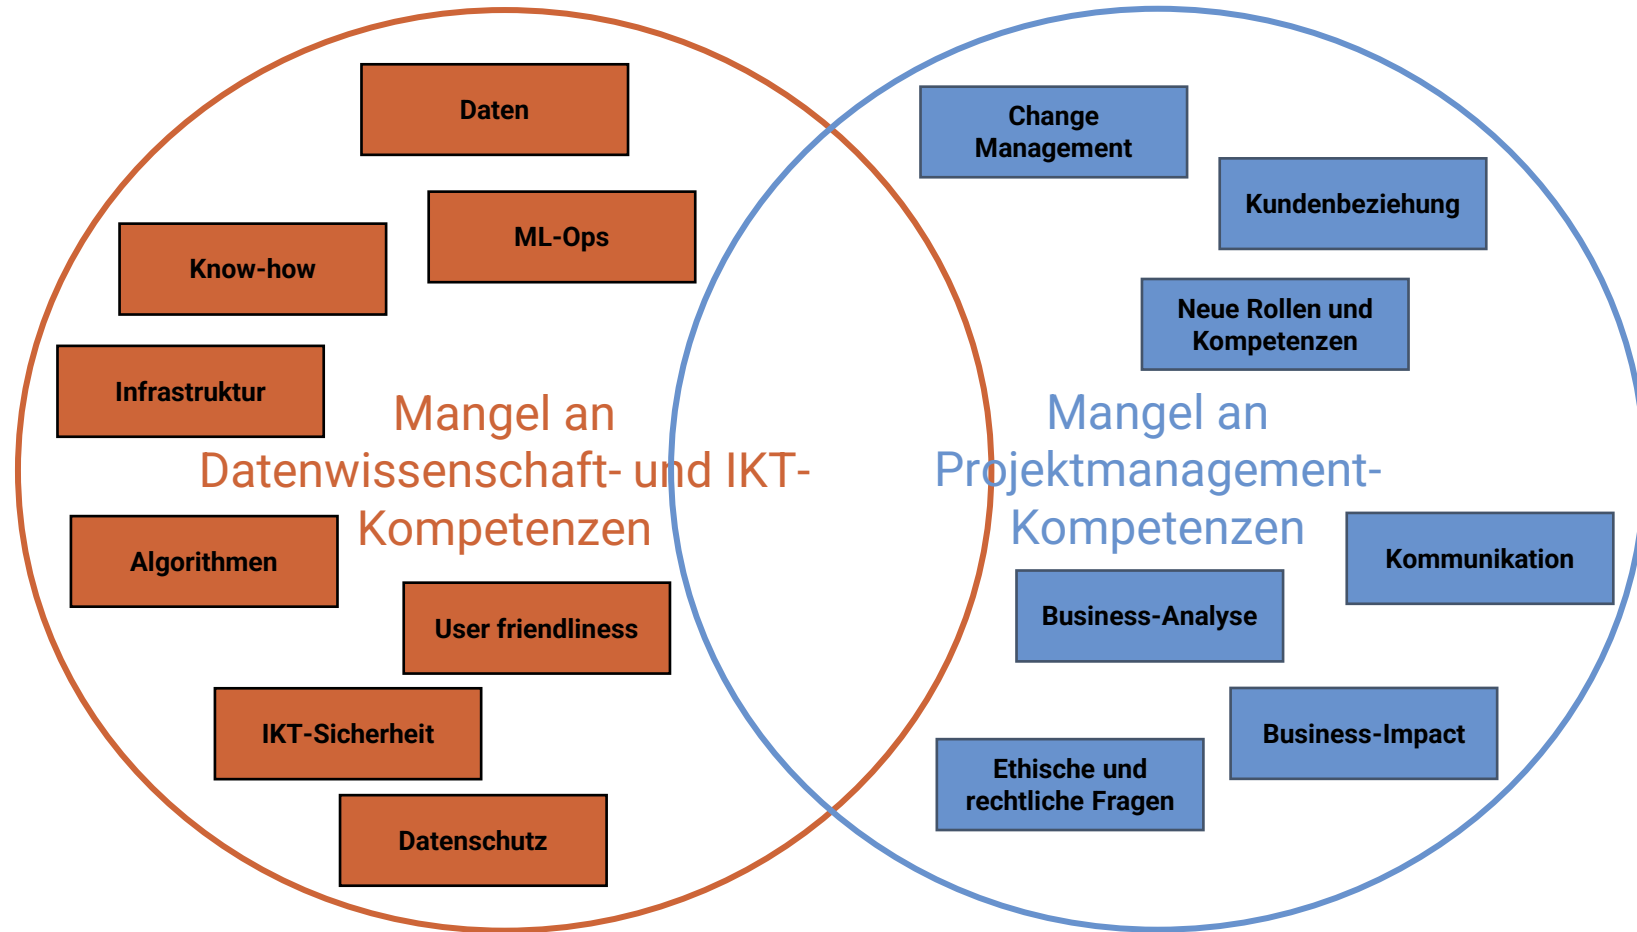 Daten
ML-Ops
Know-how
Infrastruktur
Mangel an
Datenwissenschaft- und IKT-
Kompetenzen
Algorithmen
User friendliness
IKT-Sicherheit
Datenschutz
Change
Management
Kundenbeziehung
Neue Rollen und
Kompetenzen
Mangel an
Projektmanagement-
Kompetenzen
Kommunikation
Business-Analyse
Business-Impact
Ethische und
rechtliche Fragen